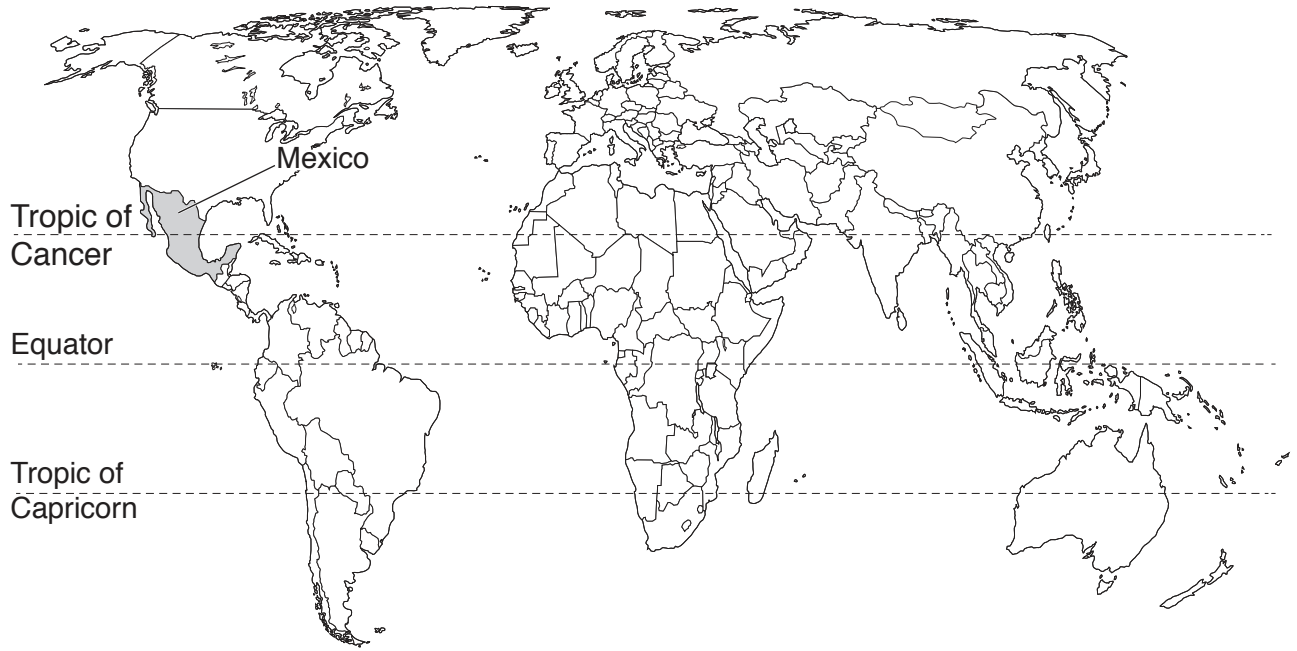 Mexico
Tropic of
Cancer
Equator
Tropic of
Capricorn